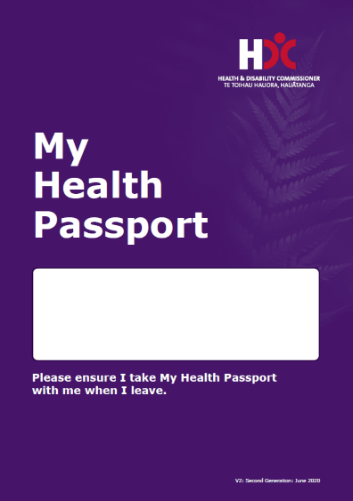 HDC
HEALTH & DISABILITY COMMISSIONER
TE TOIHAU HAUORA, HAUĀTANGA
My
Health
Passport
Please ensure I take My Health Passport
with me when I leave.
V2: Second Generation: June 2020